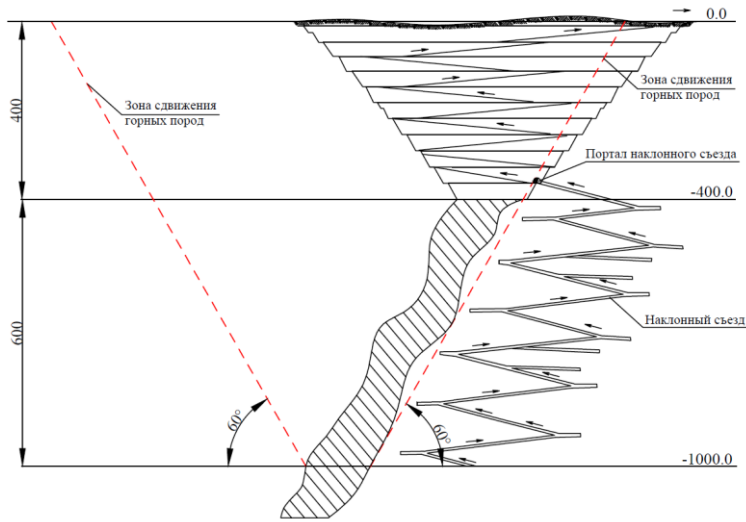 0.0
Зона сдвижения
горных пород
Зона сдвижения
горных пород
400
Портал наклонного съезда
-400.0
600
Наклонный съезд
60°
60°
-1000.0